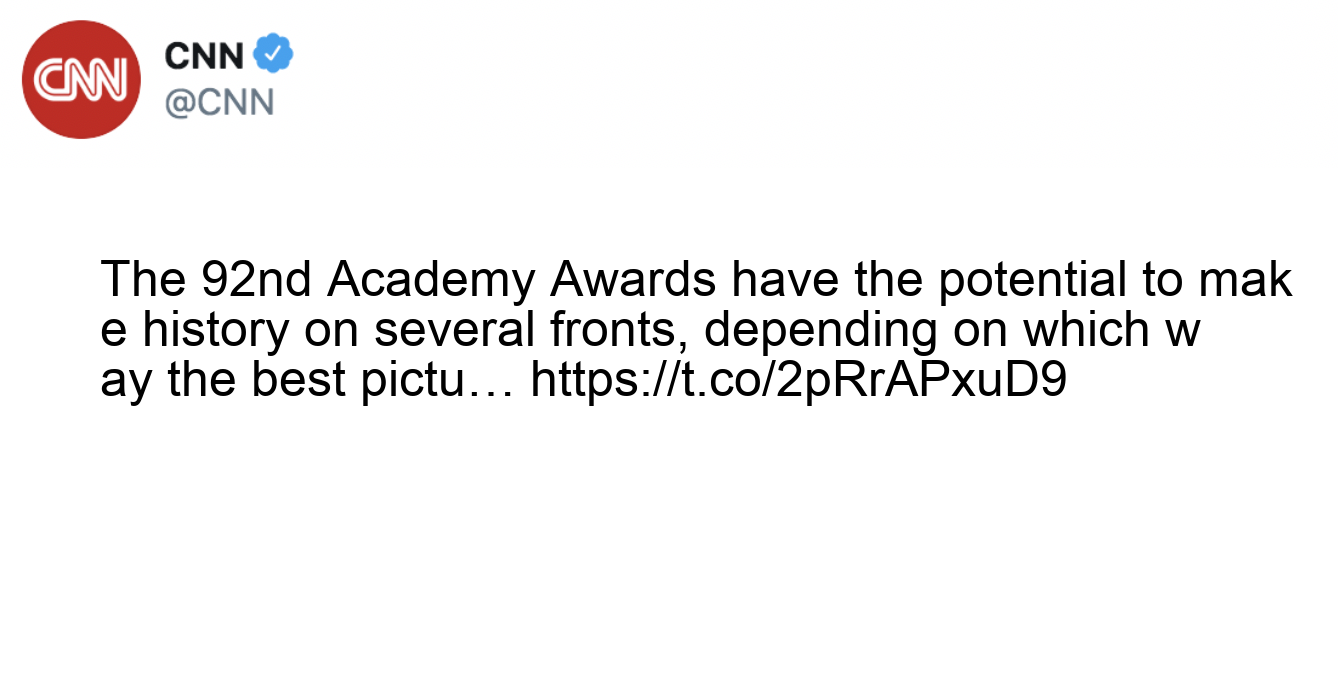 CNN
CNN
@CNN
The 92nd Academy Awards have the potential to mak
e history on several fronts, depending on which w
ay the best pictu… https://t.co/2pRrAPxuD9